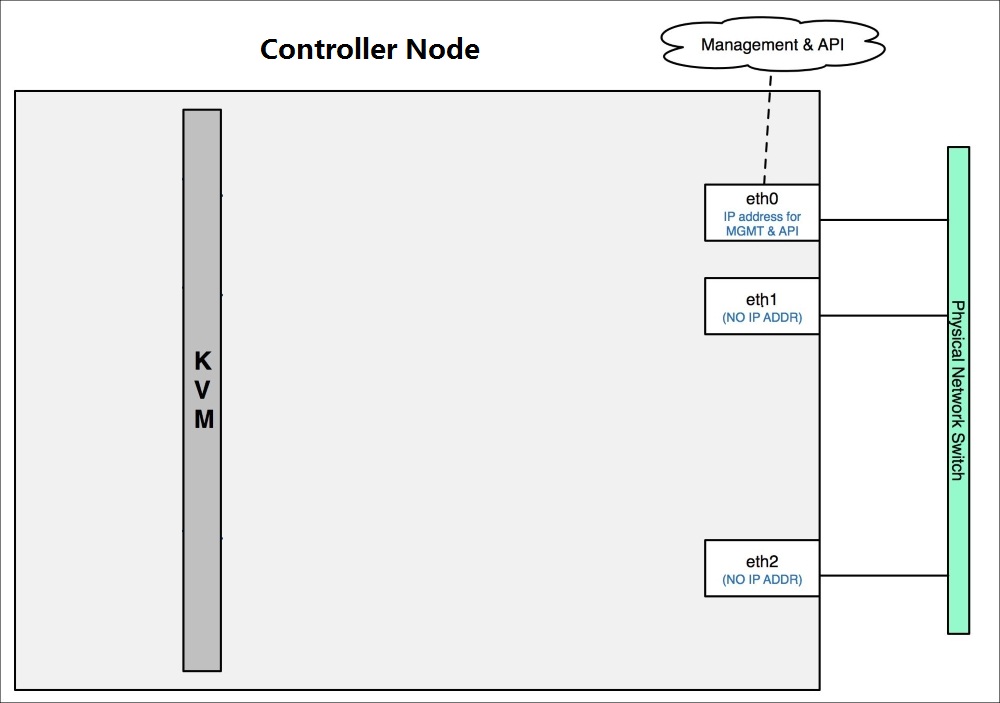 Controller Node
Management & API
eth0
IP address for
MGMT & API
eth1
(NO IP ADDR)
K
V
M
Physical Network Switch
eth2
(NO IP ADDR)